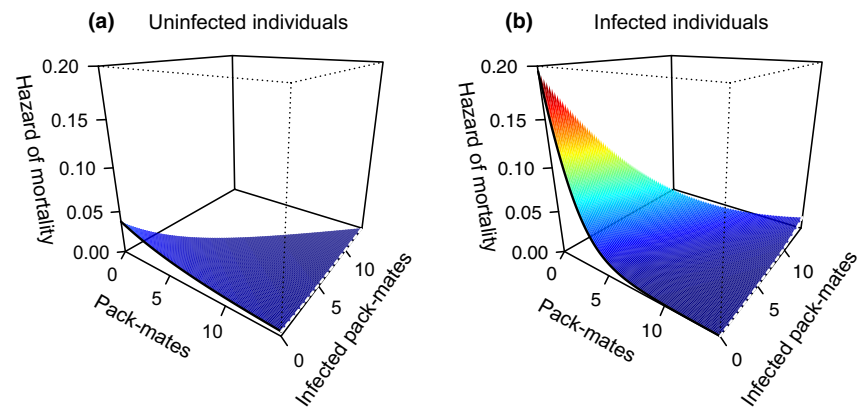 (a) Uninfected individuals
0.20
0.15
0.10
0.05
0.00
Hazard of mortality
0
5
10
Pack-mates
0
5
10
Infected pack-mates
(b) Infected individuals
0.20
0.15
0.10
0.05
0.00
Hazard of mortality
0
5
10
Pack-mates
0
5
10
Infected pack-mates